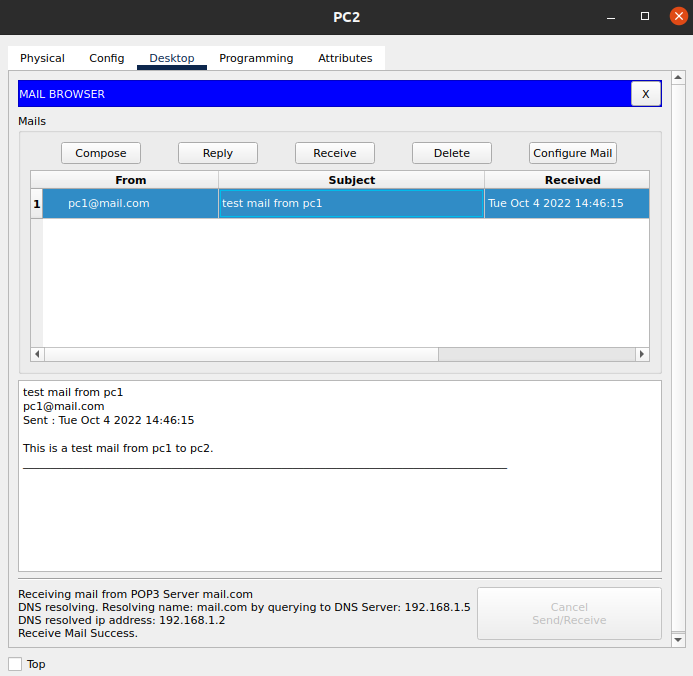 PC2
Physical Config Desktop Programming Attributes
MAIL BROWSER X
Mails
Compose Reply Receive Delete Configure Mail
From Subject Received
1 pc1@mail.com test mail from pc1 Tue Oct 4 2022 14:46:15
test mail from pc1
pc1@mail.com
Sent : Tue Oct 4 2022 14:46:15
This is a test mail from pc1 to pc2.
Receiving mail from POP3 Server mail.com
DNS resolving. Resolving name: mail.com by querying to DNS Server: 192.168.1.5
DNS resolved ip address: 192.168.1.2
Receive Mail Success.
Cancel
Send/Receive
Top